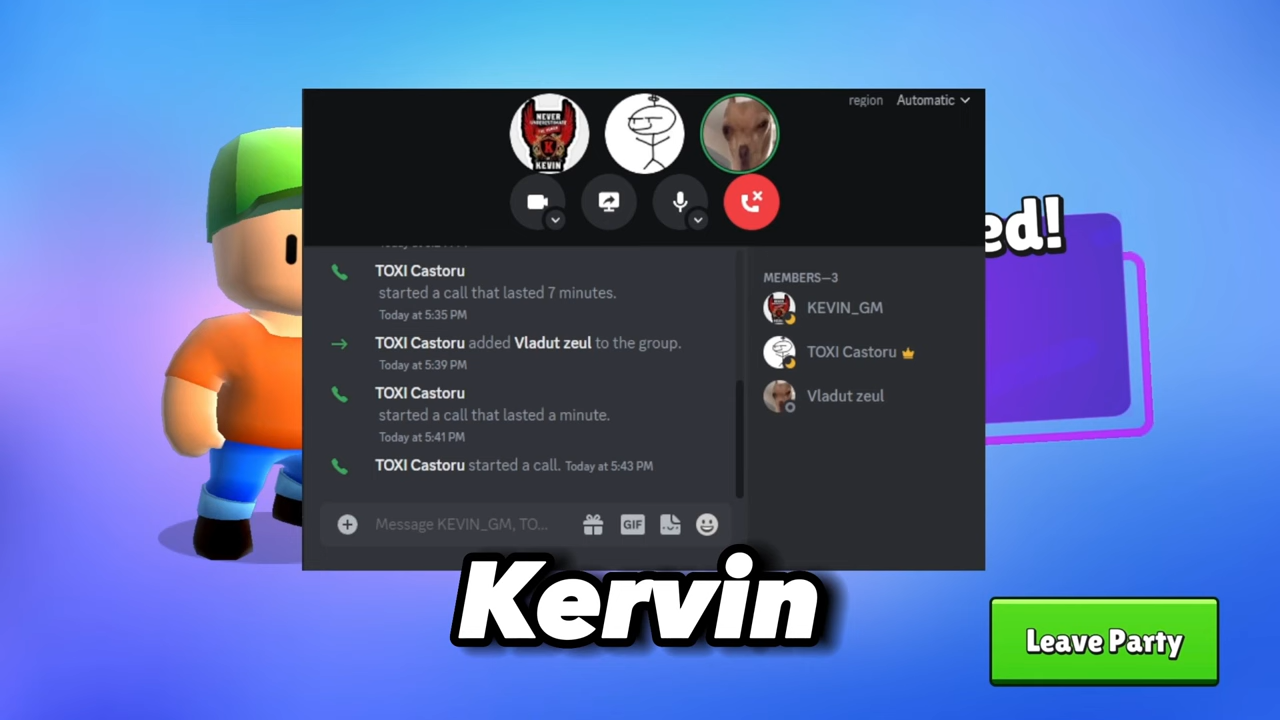 region Automatic
NEVER
UNDERESTIMATE
K
KEVIN
ed!
TOXI Castoru
started a call that lasted 7 minutes.
Today at 5:35 PM
TOXI Castoru added Vladut zeul to the group.
Today at 5:39 PM
TOXI Castoru
started a call that lasted a minute.
Today at 5:41 PM
TOXI Castoru started a call. Today at 5:43 PM
Message KEVIN_GM, TO...
GIF
MEMBERS—3
KEVIN_GM
TOXI Castoru
Vladut zeul
Kervin
Leave Party